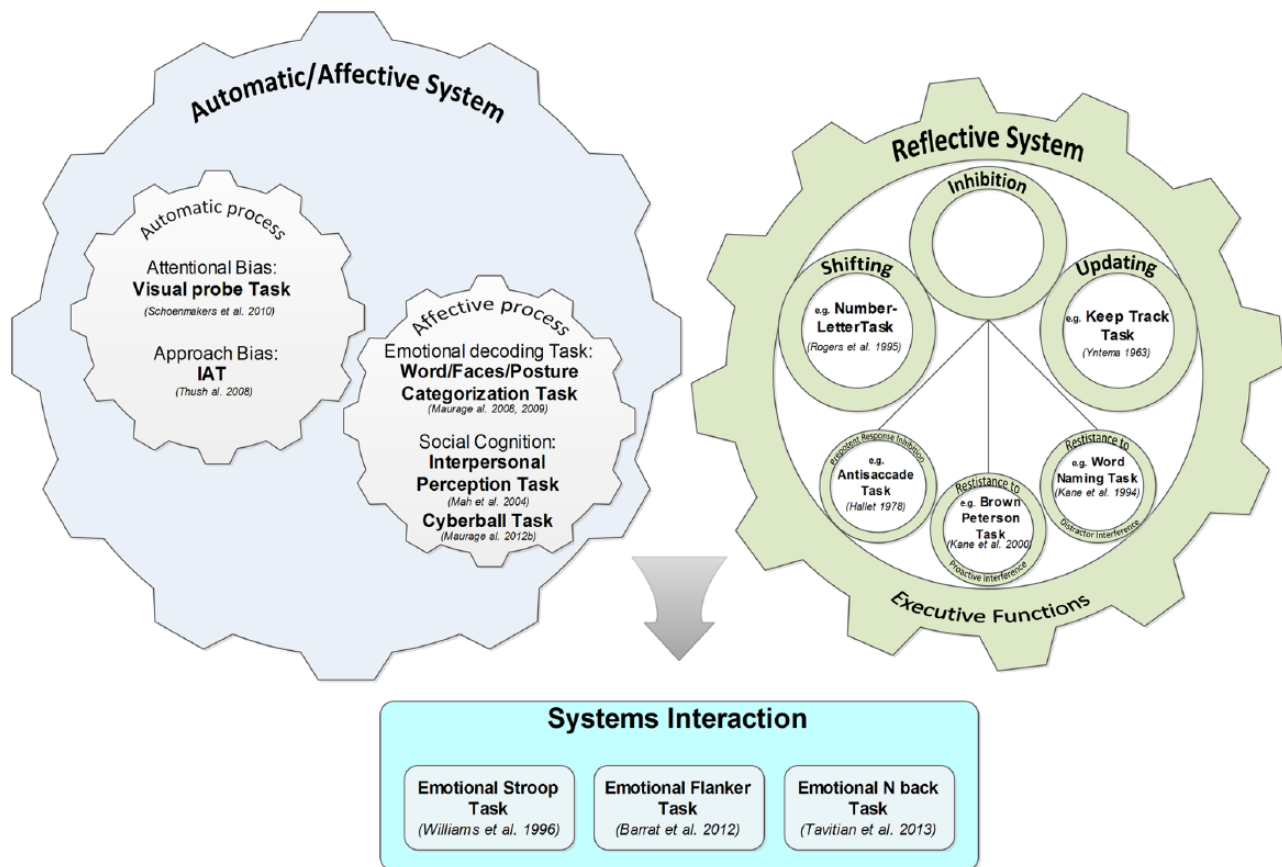 Automatic/Affective System
Automatic process
Attentional Bias:
Visual probe Task
(Schoenmakers et al. 2010)
Approach Bias:
IAT
(Thush al. 2008)
Affective process
Emotional decoding Task:
Word/Faces/Posture
Categorization Task
(Maurage al. 2008, 2009)
Social Cognition:
Interpersonal
Perception Task
(Mah et al. 2004)
Cyberball Task
(Maurage al. 2012b)
Reflective System
Inhibition
Shifting
e.g. Number-
LetterTask
(Rogers et al. 1995)
Updating
e.g. Keep Track
Task
(Yntema 1963)
Prepotent Response Inhibition
e.g.
Antisaccade
Task
(Hallet 1978)
Restistance to
e.g. Brown
Peterson
Task
(Kane et al. 2000)
Proactive Interference
Restistance to
e.g. Word
Naming Task
(Kane et al. 1994)
Distractor Interference
Executive Functions
Systems Interaction
Emotional Stroop
Task
(Williams et al. 1996)
Emotional Flanker
Task
(Barrat et al. 2012)
Emotional N back
Task
(Tavitian et al. 2013)